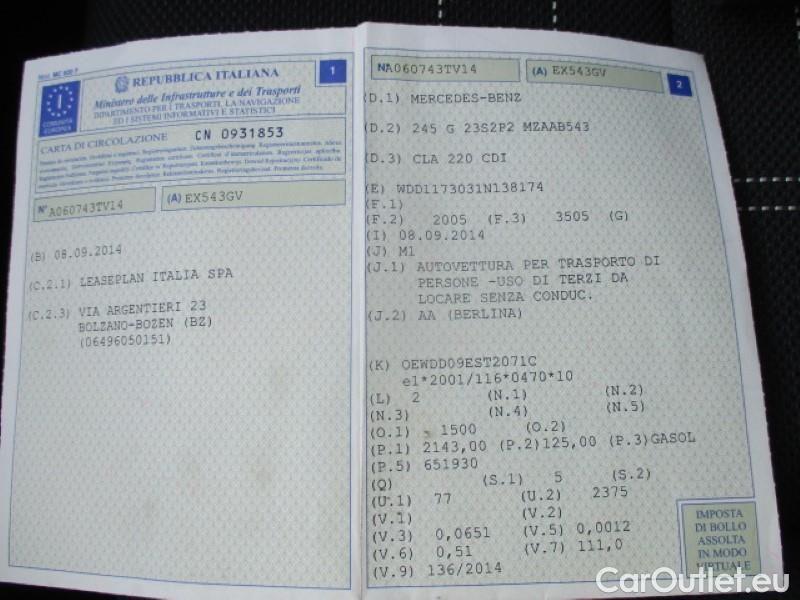 Mod. MC 820 F
REPUBBLICA ITALIANA
1
Ministero delle Infrastrutture e dei Trasporti
DIPARTIMENTO PER I TRASPORTI, LA NAVIGAZIONE
ED I SISTEMI INFORMATIVI E STATISTICI
I
COMUNITÀ
EUROPEA
CARTA DI CIRCOLAZIONE CN 0931853
N° A060743TV14
(A) EX543GV
(B) 08.09.2014
(C.2.1) LEASEPLAN ITALIA SPA
(C.2.3) VIA ARGENTIERI 23
BOLZANO-BOZEN (BZ)
(06496050151)
N° A060743TV14
(A) EX543GV
2
(D.1) MERCEDES-BENZ
(D.2) 245 G 23S2P2 MZAAB543
(D.3) CLA 220 CDI
(E) WDD1173031N138174
(F.1)
(F.2) 2005 (F.3) 3505 (G)
(I) 08.09.2014
(J) M1
(J.1) AUTOVETTURA PER TRASPORTO DI
PERSONE -USO DI TERZI DA
LOCARE SENZA CONDUC.
(J.2) AA (BERLINA)
(K) OEWDD09EST2071C
e1*2001/116*0470*10
(L) 2 (N.1) (N.2)
(N.3) (N.4) (N.5)
(O.1) 1500 (O.2)
(P.1) 2143,00 (P.2)125,00 (P.3)GASOL
(P.5) 651930
(Q) (S.1) 5 (S.2)
(U.1) 77 (U.2) 2375
(V.1) (V.2)
(V.3) 0,0651 (V.5) 0,0012
(V.6) 0,51 (V.7) 111,0
(V.9) 136/2014
IMPOSTA
DI BOLLO
ASSOLTA
IN MODO
VIRTUALE
CarOutlet.eu